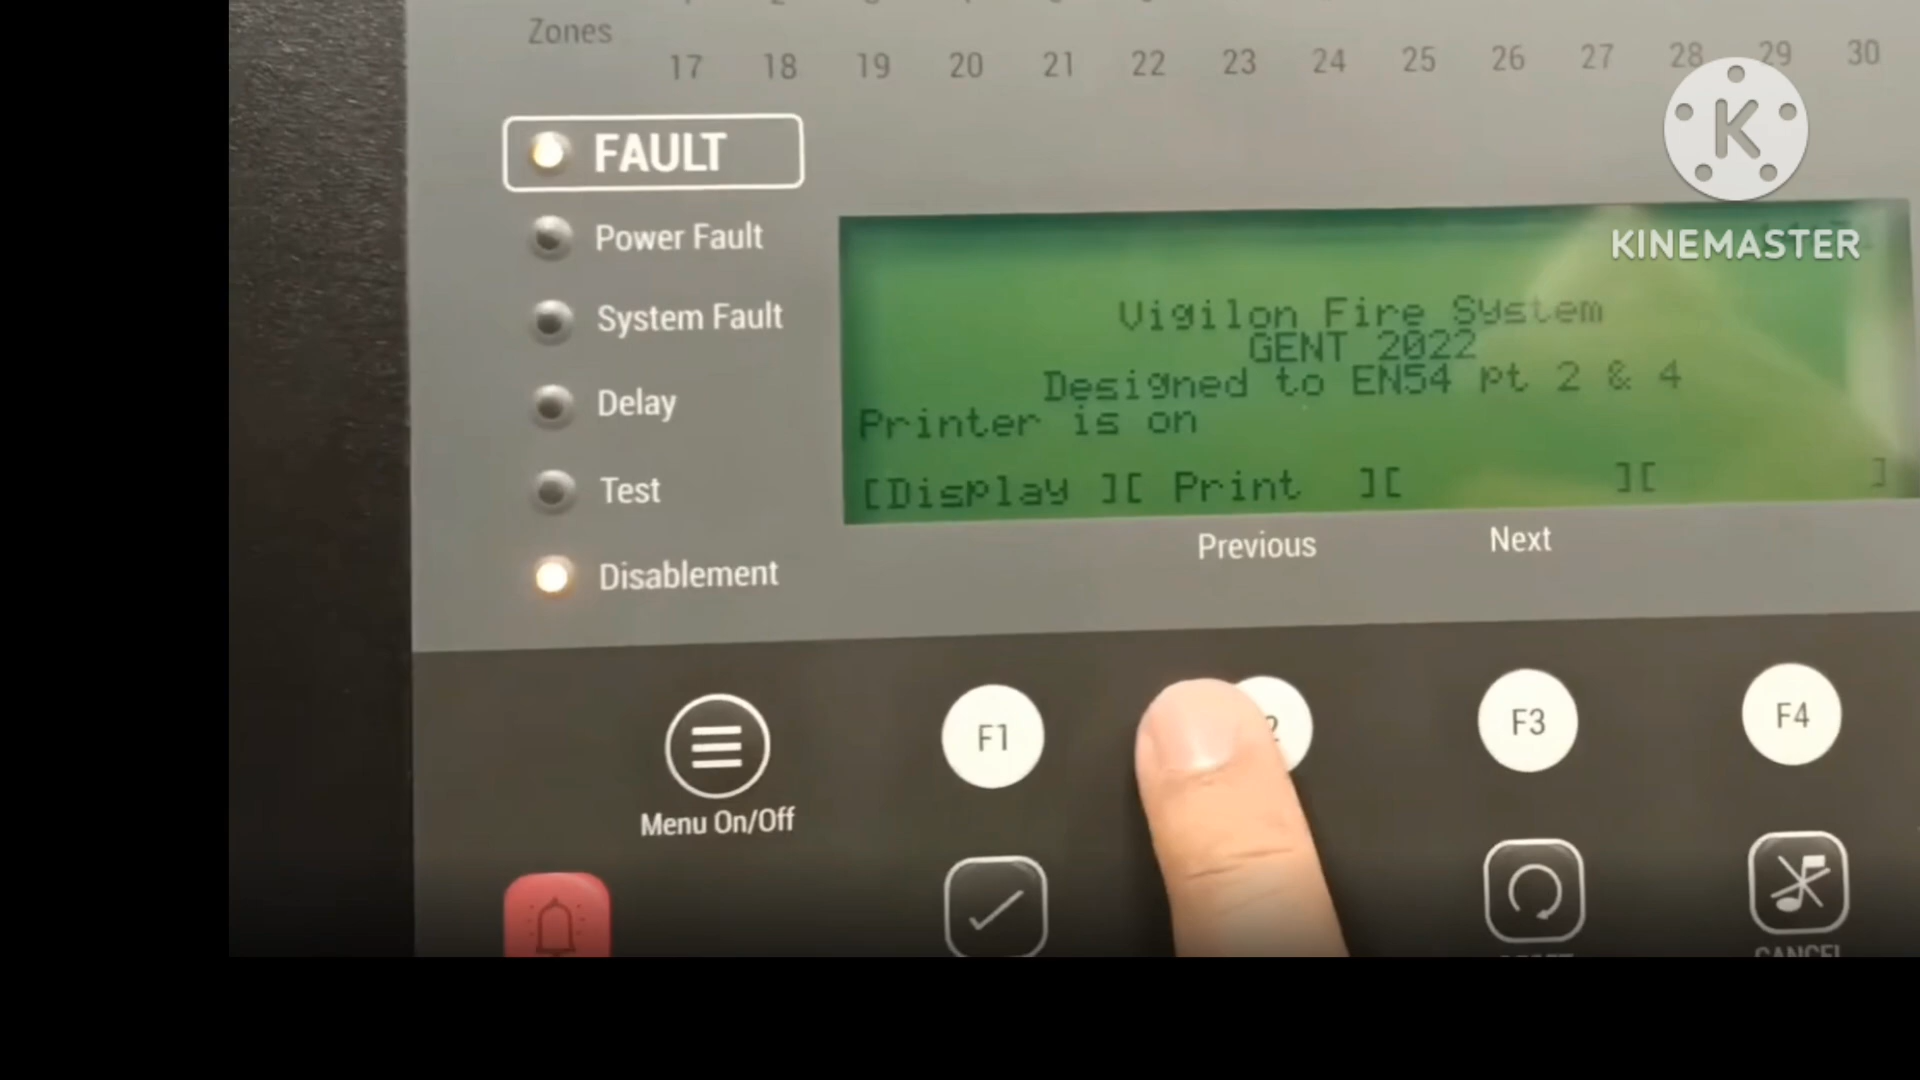 Zones
17 18 19 20 21 22 23 24 25 26 27 28 29 30
FAULT
K
KINEMASTER
Power Fault
System Fault
Delay
Test
Disablement
Vigilon Fire System
GENT 2022
Designed to EN54 pt 2 & 4
Printer is on
[Display ][ Print ][ ][ ]
Previous Next
F1 2 F3 F4
Menu On/Off
CANCEL